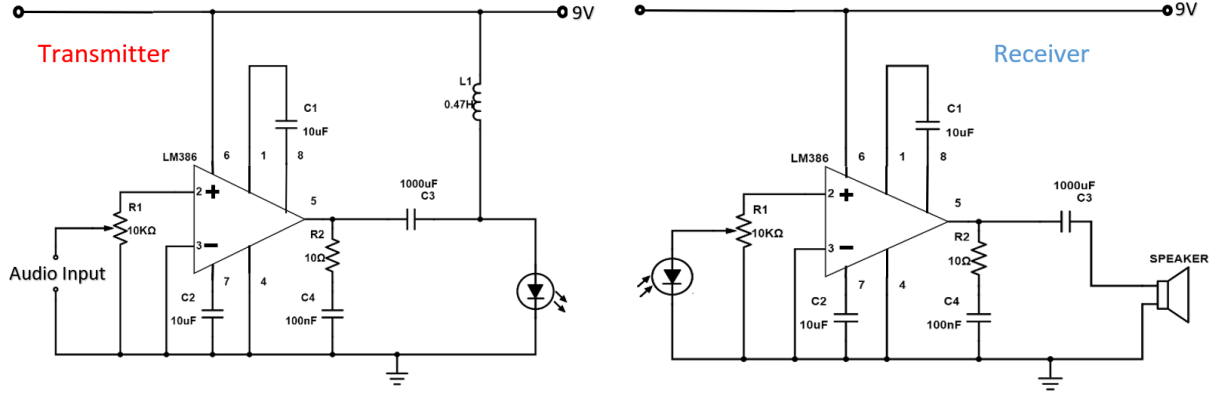 9V
Transmitter
L1
0.47H
C1
10uF
LM386
6
1
8
2
+
5
1000uF
C3
R1
10KΩ
3
−
R2
10Ω
Audio Input
7
4
C2
10uF
C4
100nF
9V
Receiver
C1
10uF
LM386
6
1
8
2
+
5
1000uF
C3
R1
10KΩ
3
−
R2
10Ω
SPEAKER
7
4
C2
10uF
C4
100nF